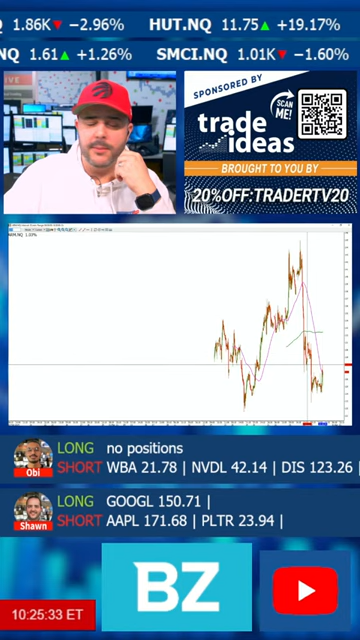 Q 1.86K▼ −2.96% HUT.NQ 11.75▲ +19.17%
NQ 1.61▲ +1.26% SMCI.NQ 1.01K▼ −1.60%
LIVE
SPONSORED BY
SCAN ME!
trade ideas
BROUGHT TO YOU BY
20%OFF:TRADERTV20
LONG no positions
SHORT WBA 21.78 | NVDL 42.14 | DIS 123.26 |
Obi
LONG GOOGL 150.71 |
SHORT AAPL 171.68 | PLTR 23.94 |
Shawn
BZ
10:25:33 ET